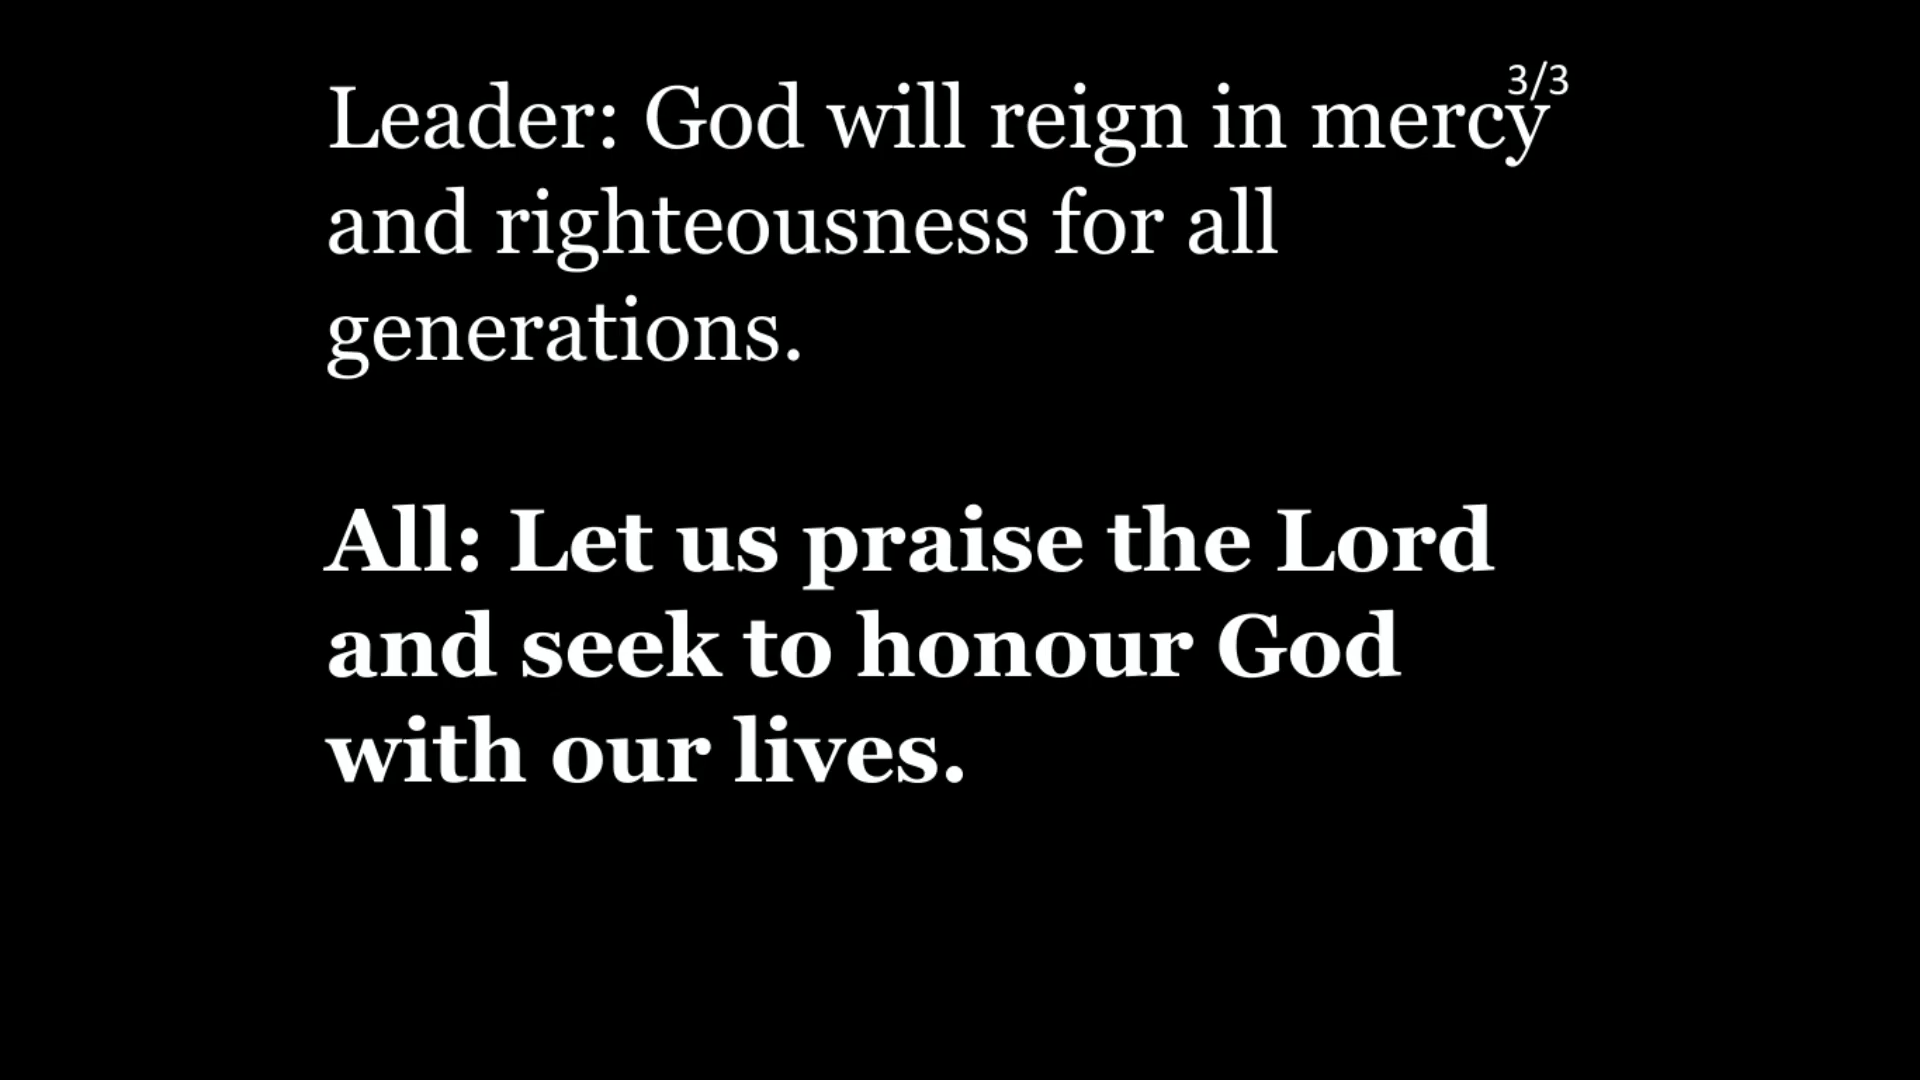 3/3
Leader: God will reign in mercy
and righteousness for all
generations.
All: Let us praise the Lord
and seek to honour God
with our lives.